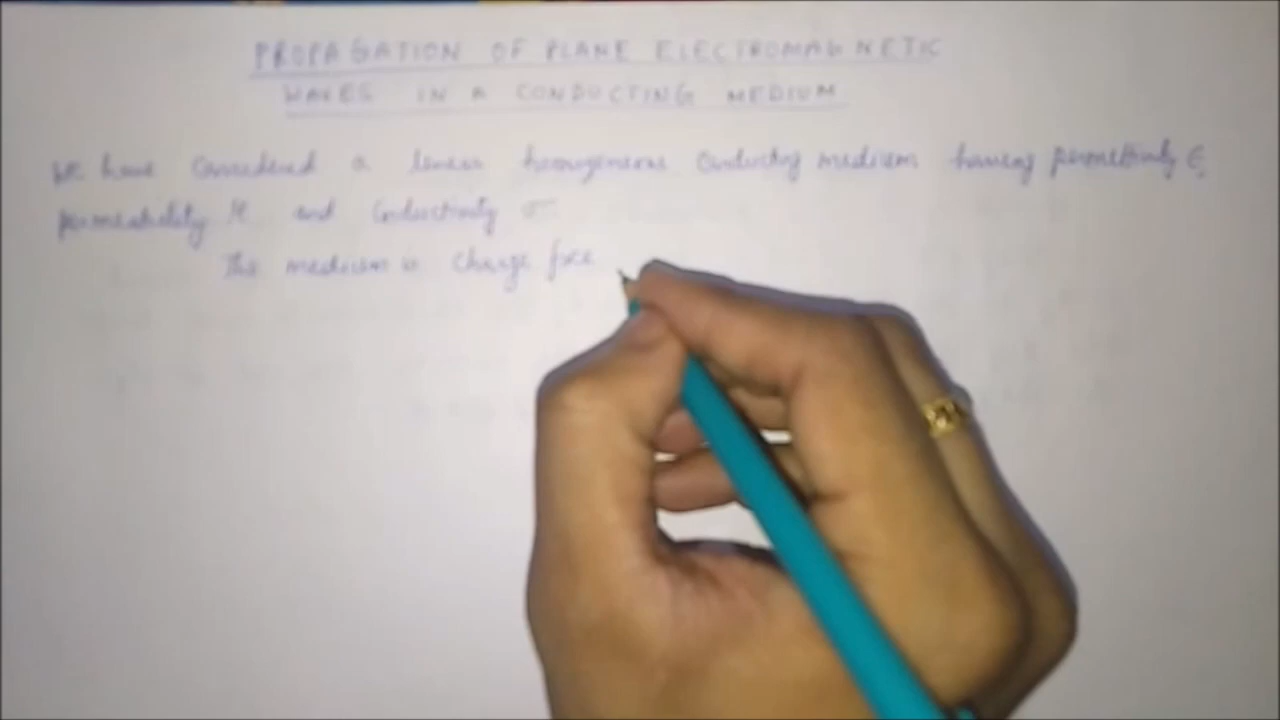 PROPAGATION OF PLANE ELECTROMAGNETIC
WAVES IN A CONDUCTING MEDIUM
We have considered a linear homogeneous conducting medium having permittivity ϵ,
permeability μ and conductivity σ
The medium is charge free